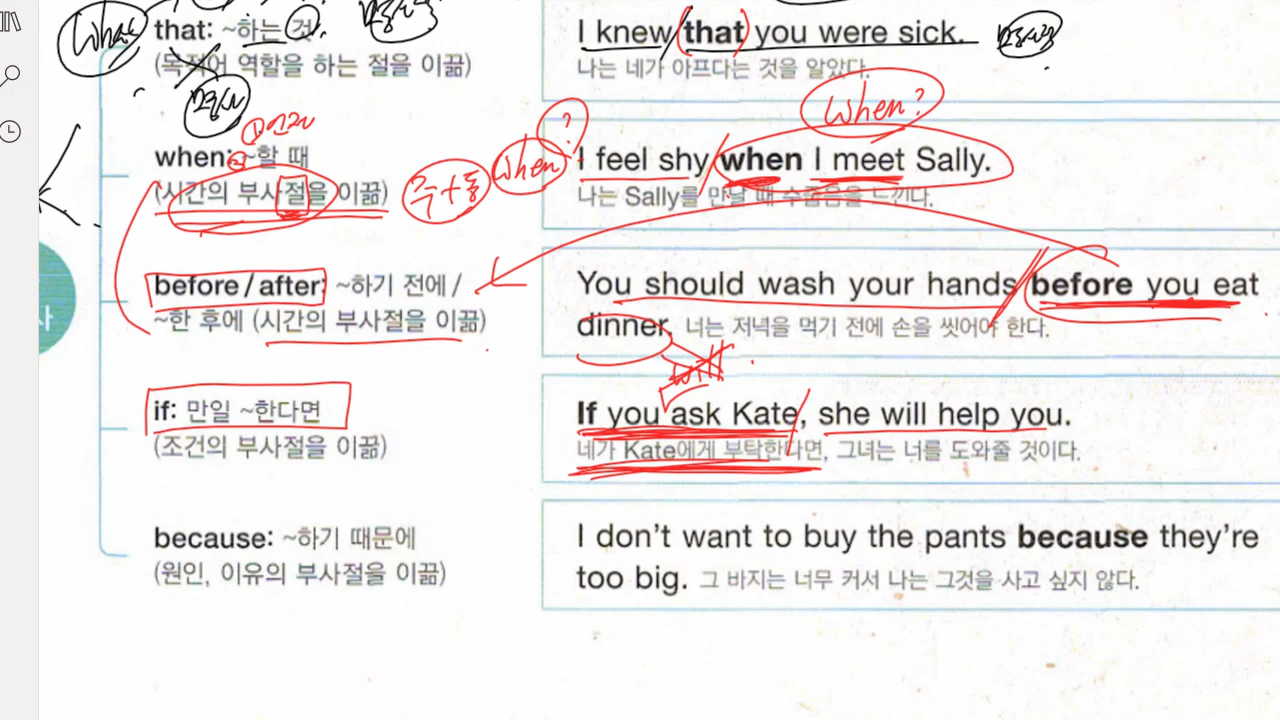 What
that: ~하는 것.
(목적어 역할을 하는 절을 이끎)
I knew that you were sick.
나는 네가 아프다는 것을 알았다.
① 언제
when: ~할 때
(시간의 부사절을 이끎)
주+동
when?
when?
I feel shy when I meet Sally.
나는 Sally를 만날 때 수줍음을 느낀다.
before / after: ~하기 전에 /
~한 후에 (시간의 부사절을 이끎)
You should wash your hands before you eat
dinner. 너는 저녁을 먹기 전에 손을 씻어야 한다.
will
if: 만일 ~한다면
(조건의 부사절을 이끎)
If you ask Kate, she will help you.
네가 Kate에게 부탁한다면, 그녀는 너를 도와줄 것이다.
because: ~하기 때문에
(원인, 이유의 부사절을 이끎)
I don't want to buy the pants because they're
too big. 그 바지는 너무 커서 나는 그것을 사고 싶지 않다.
사